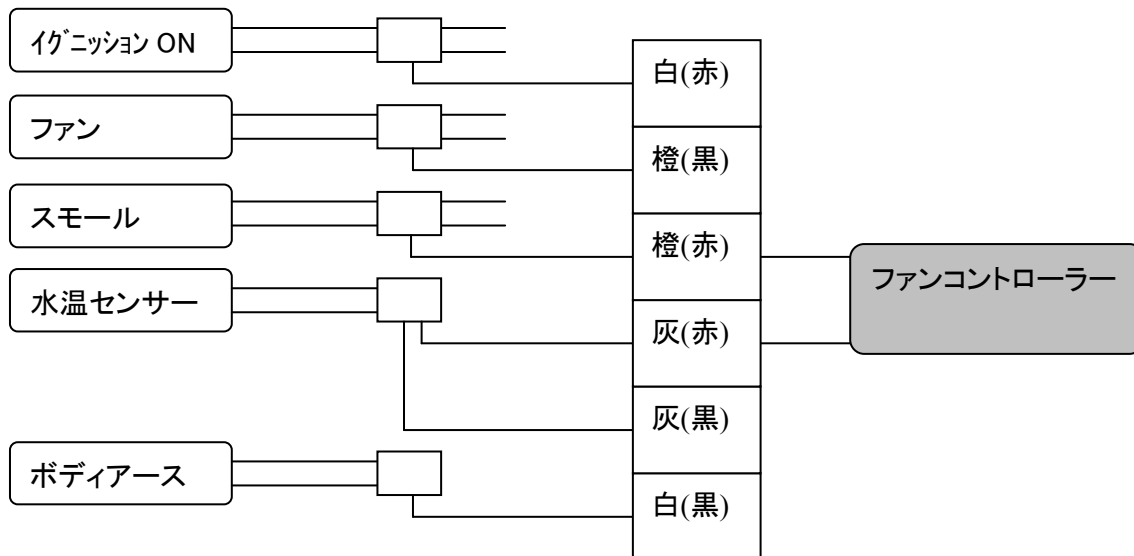 ｲｸﾞﾆｯｼｮﾝ ON
ファン
スモール
水温センサー
ボディアース
白(赤)
橙(黒)
橙(赤)
灰(赤)
灰(黒)
白(黒)
ファンコントローラー